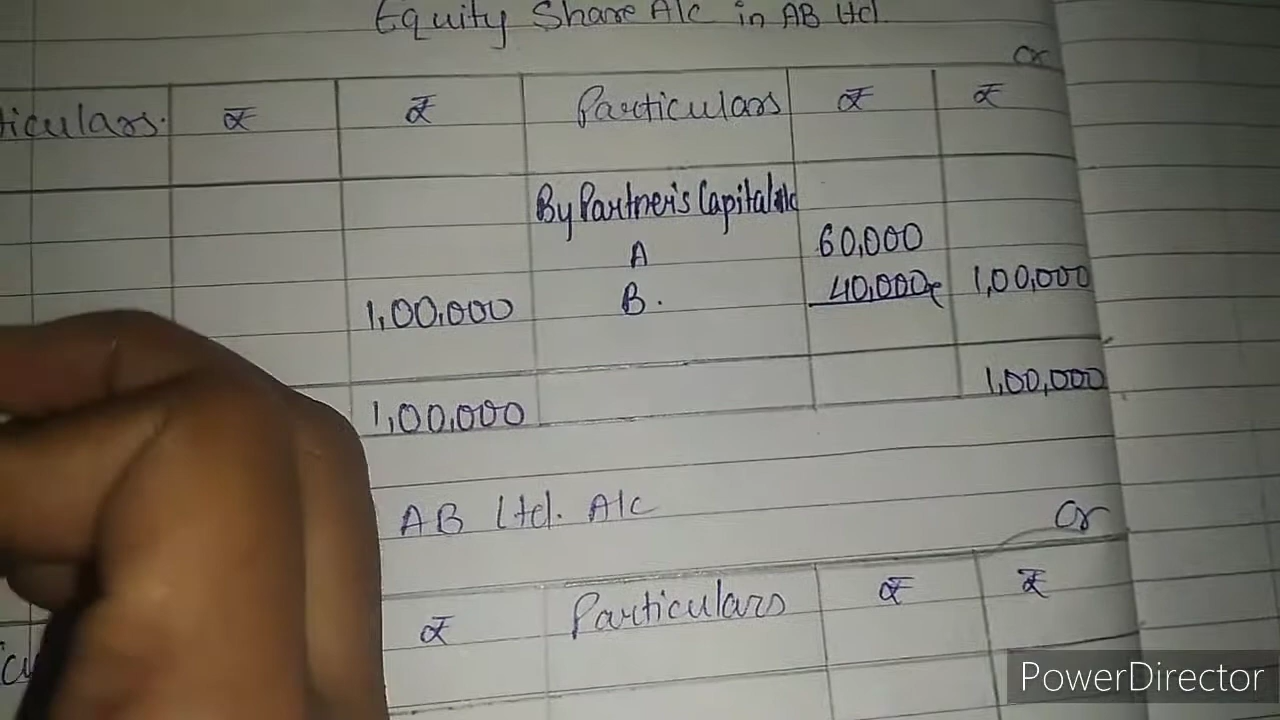 Equity Share A/c in AB Ltd.
Cr
ticulars. ₹ ₹ Particulars ₹ ₹
By Partner's Capital A/c
A 60,000
1,00,000 B. 40,000 1,00,000
1,00,000 1,00,000
AB Ltd. A/c
Cr
₹ Particulars ₹ ₹
PowerDirector